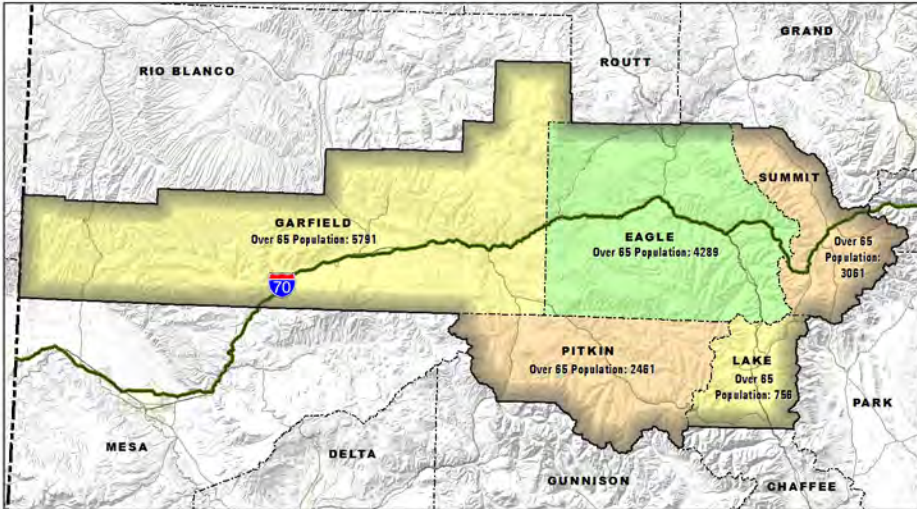 GRAND
ROUTT
RIO BLANCO
SUMMIT
GARFIELD
Over 65 Population: 5791
EAGLE
Over 65 Population: 4289
Over 65
Population:
3061
70
PITKIN
Over 65 Population: 2461
LAKE
Over 65
Population: 756
PARK
MESA
DELTA
GUNNISON
CHAFFEE